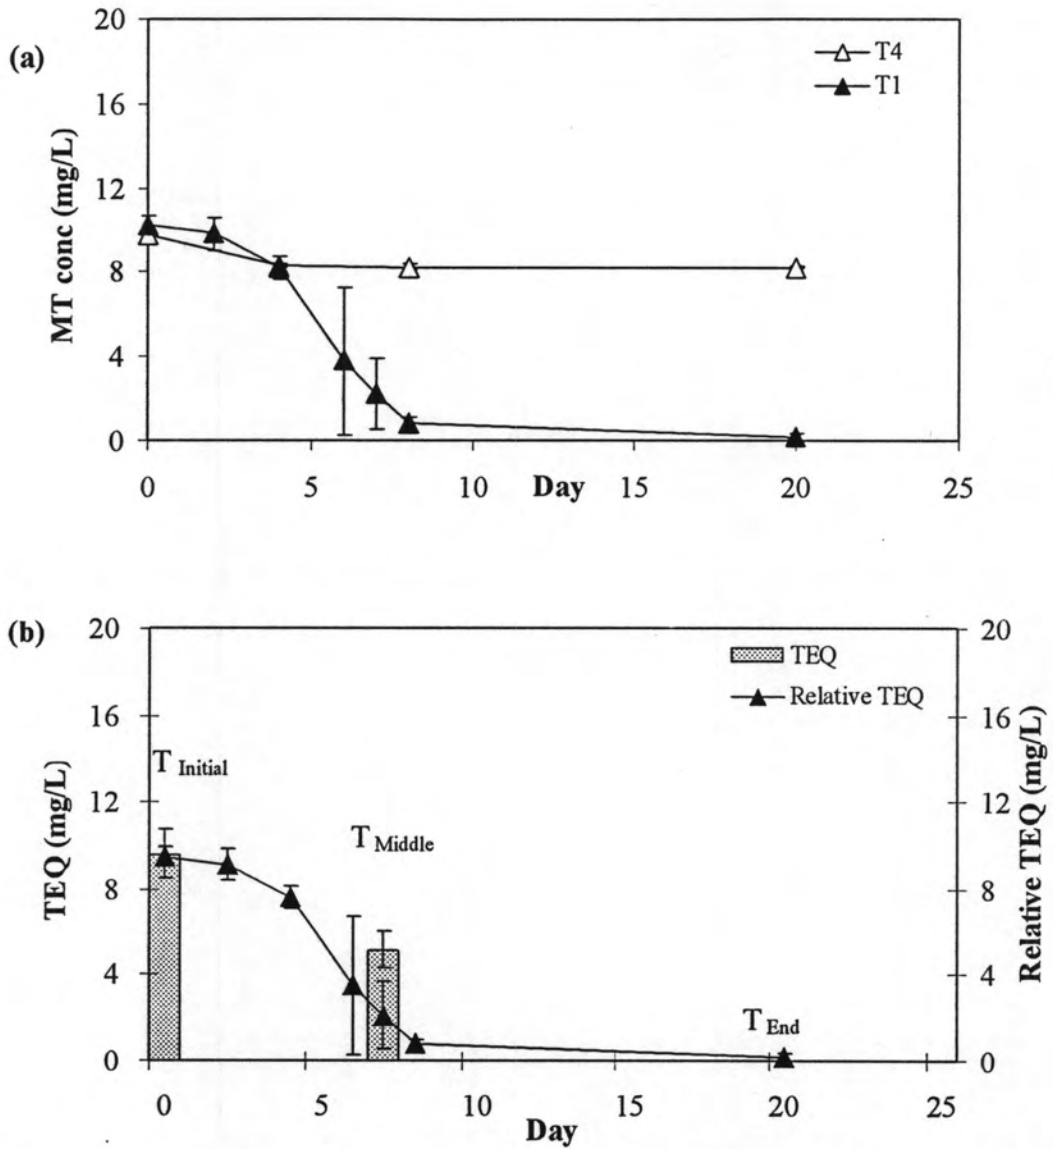 (a)
20
16
12
8
4
0
MT conc (mg/L)
T4
T1
0 5 10 15 20 25
Day
(b)
20
16
12
8
4
0
TEQ (mg/L)
T Initial
T Middle
T End
TEQ
Relative TEQ
20
16
12
8
4
0
Relative TEQ (mg/L)
0 5 10 15 20 25
Day